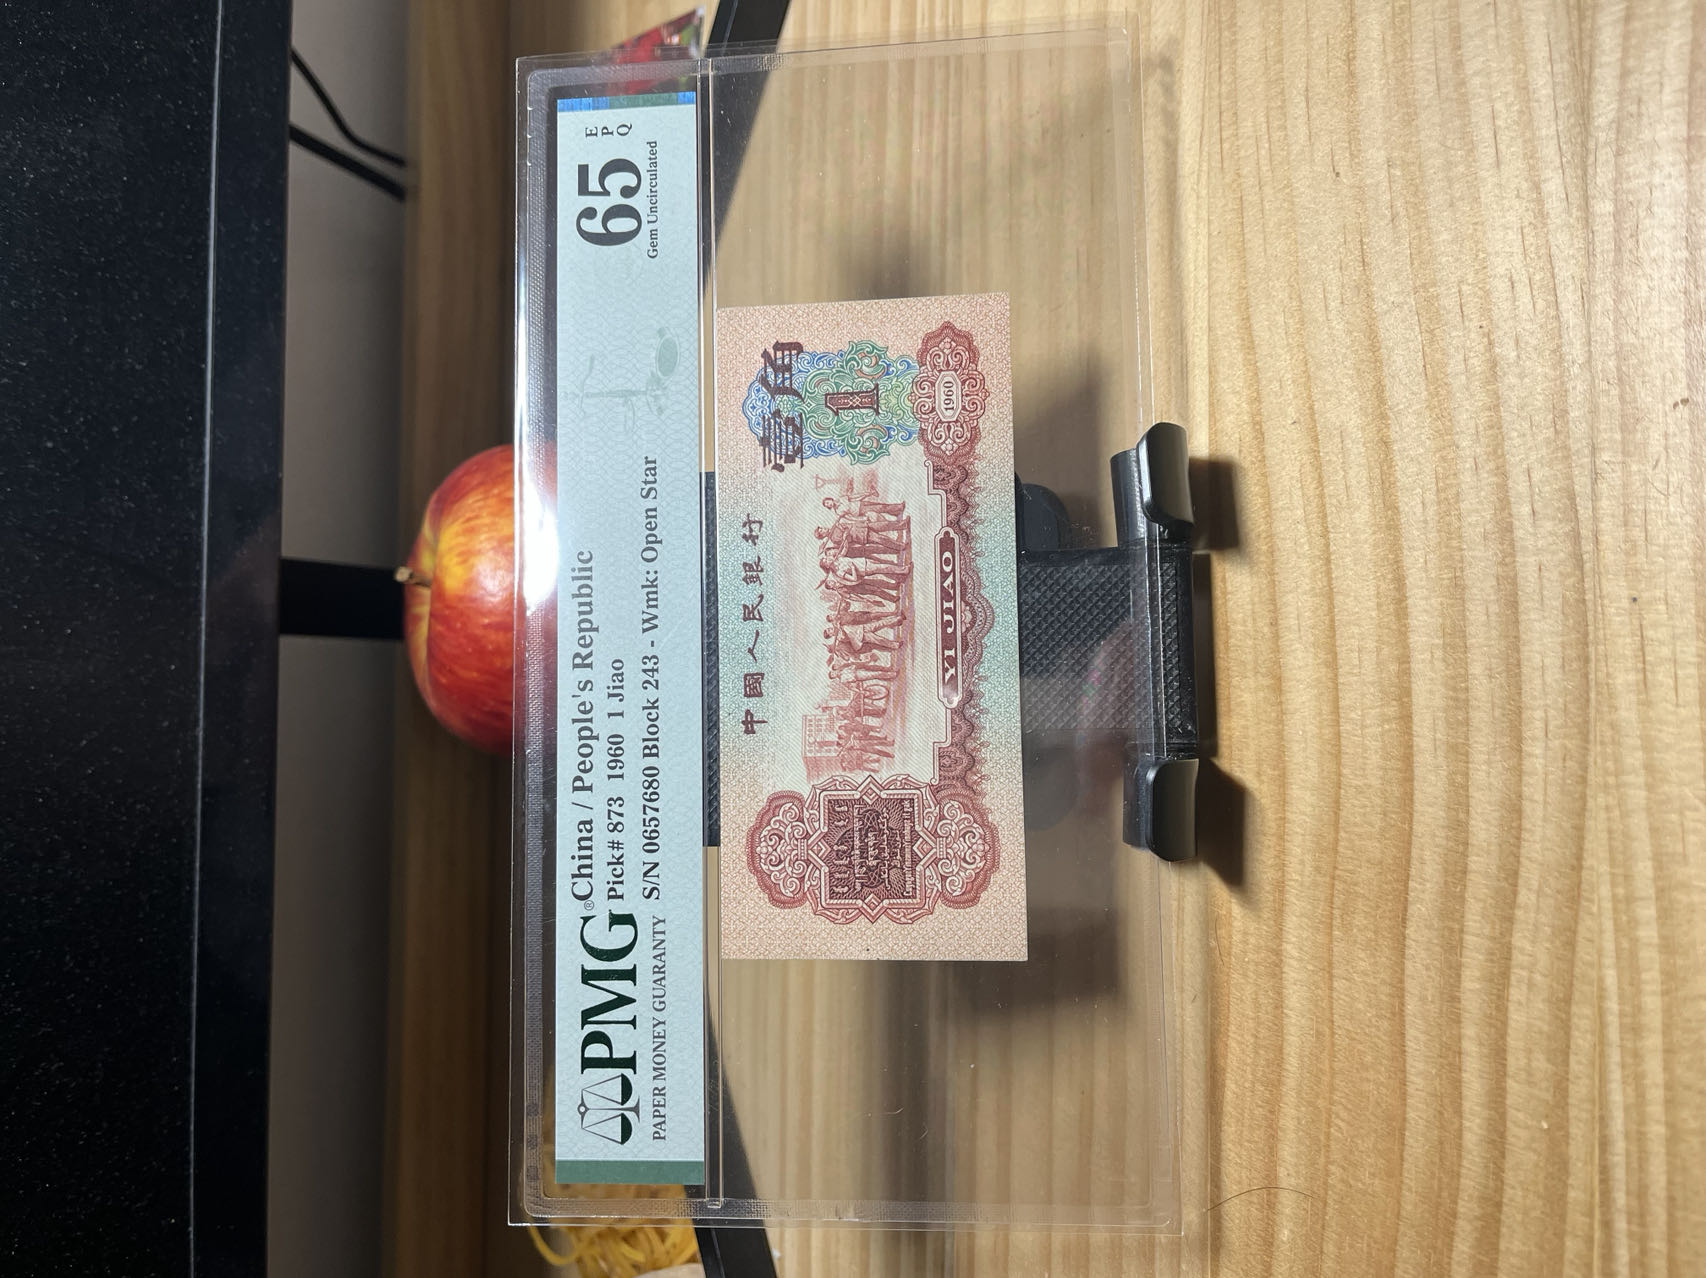 PMG® China / People's Republic
Pick# 873 1960 1 Jiao
PAPER MONEY GUARANTY S/N 0657680 Block 243 - Wmk: Open Star
65 EPQ
Gem Uncirculated
中國人民銀行
壹角
1
YI JIAO
1960